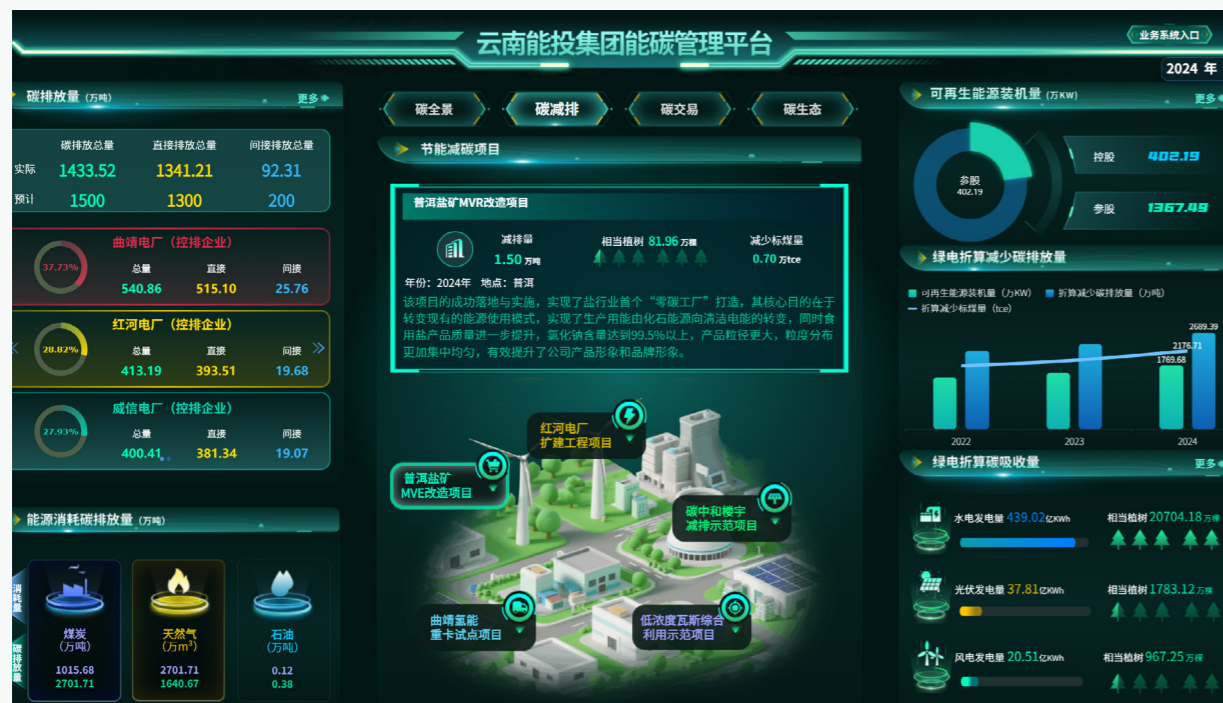 云南能投集团能碳管理平台
业务系统入口
2024 年
碳排放量 (万吨)
更多
碳排放总量 直接排放总量 间接排放总量
实际 1433.52 1341.21 92.31
预计 1500 1300 200
曲靖电厂（控排企业）
37.73%
总量 直接 间接
540.86 515.10 25.76
红河电厂（控排企业）
28.82%
总量 直接 间接
413.19 393.51 19.68
威信电厂（控排企业）
27.93%
总量 直接 间接
400.41 381.34 19.07
能源消耗碳排放量 (万吨)
消耗量
碳排放量
煤炭
(万吨)
1015.68
2701.71
天然气
(万m³)
2701.71
1640.67
石油
(万吨)
0.12
0.38
碳全景 碳减排 碳交易 碳生态
节能减碳项目
普洱盐矿MVR改造项目
减排量
1.50 万吨
相当植树 81.96 万棵
减少标煤量
0.70 万tce
年份：2024年 地点：普洱
该项目的成功落地与实施，实现了盐行业首个“零碳工厂”打造，其核心目的在于
转变现有的能源使用模式，实现了生产用能由化石能源向清洁电能的转变，同时食
用盐产品质量进一步提升，氯化钠含量达到99.5%以上，产品粒径更大，粒度分布
更加集中均匀，有效提升了公司产品形象和品牌形象。
红河电厂
扩建工程项目
普洱盐矿
MVE改造项目
碳中和楼宇
减排示范项目
曲靖氢能
重卡试点项目
低浓度瓦斯综合
利用示范项目
可再生能源装机量 (万KW)
更多
参股
402.19
控股 402.19
参股 1367.49
绿电折算减少碳排放量
可再生能源装机量（万KW） 折算减少碳排放量（万吨）
折算减少标煤量（tce）
2689.39
2176.71
1769.68
2022 2023 2024
绿电折算碳吸收量
更多
水电发电量 439.02亿KWh 相当植树20704.18万棵
光伏发电量 37.81亿KWh 相当植树1783.12万棵
风电发电量 20.51亿KWh 相当植树967.25万棵